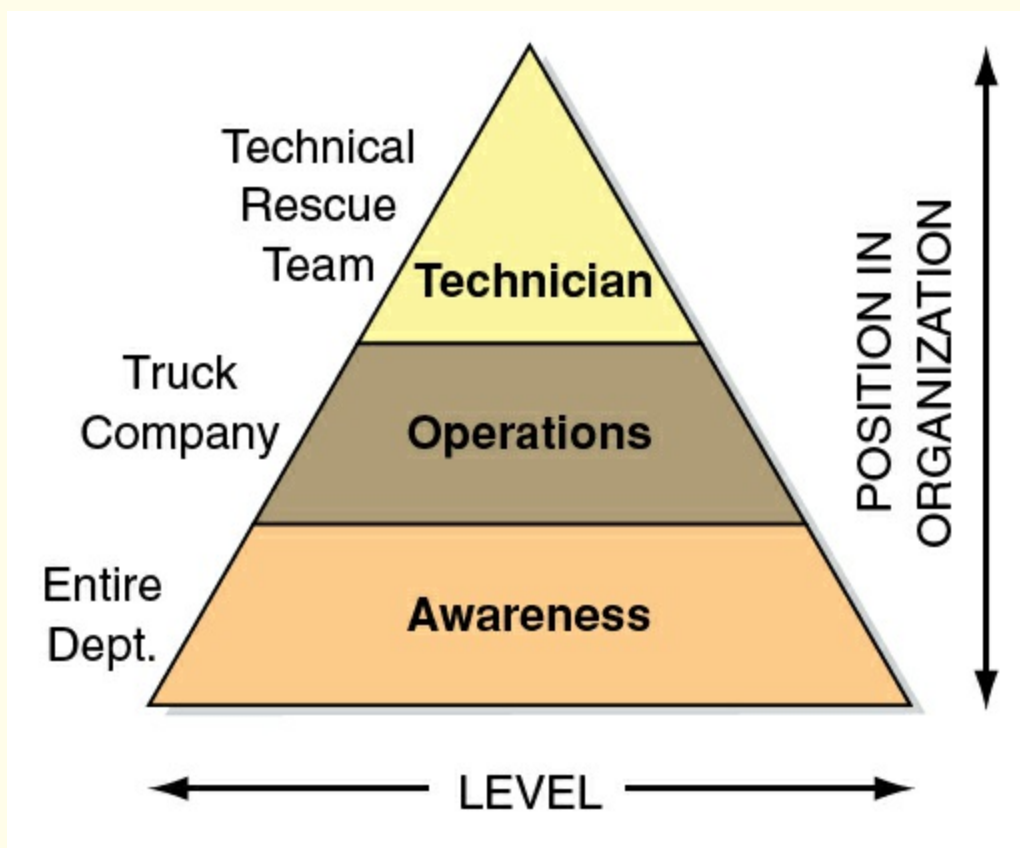 Technical
Rescue
Team
Technician
Truck
Company
Operations
Entire
Dept.
Awareness
POSITION IN
ORGANIZATION
LEVEL